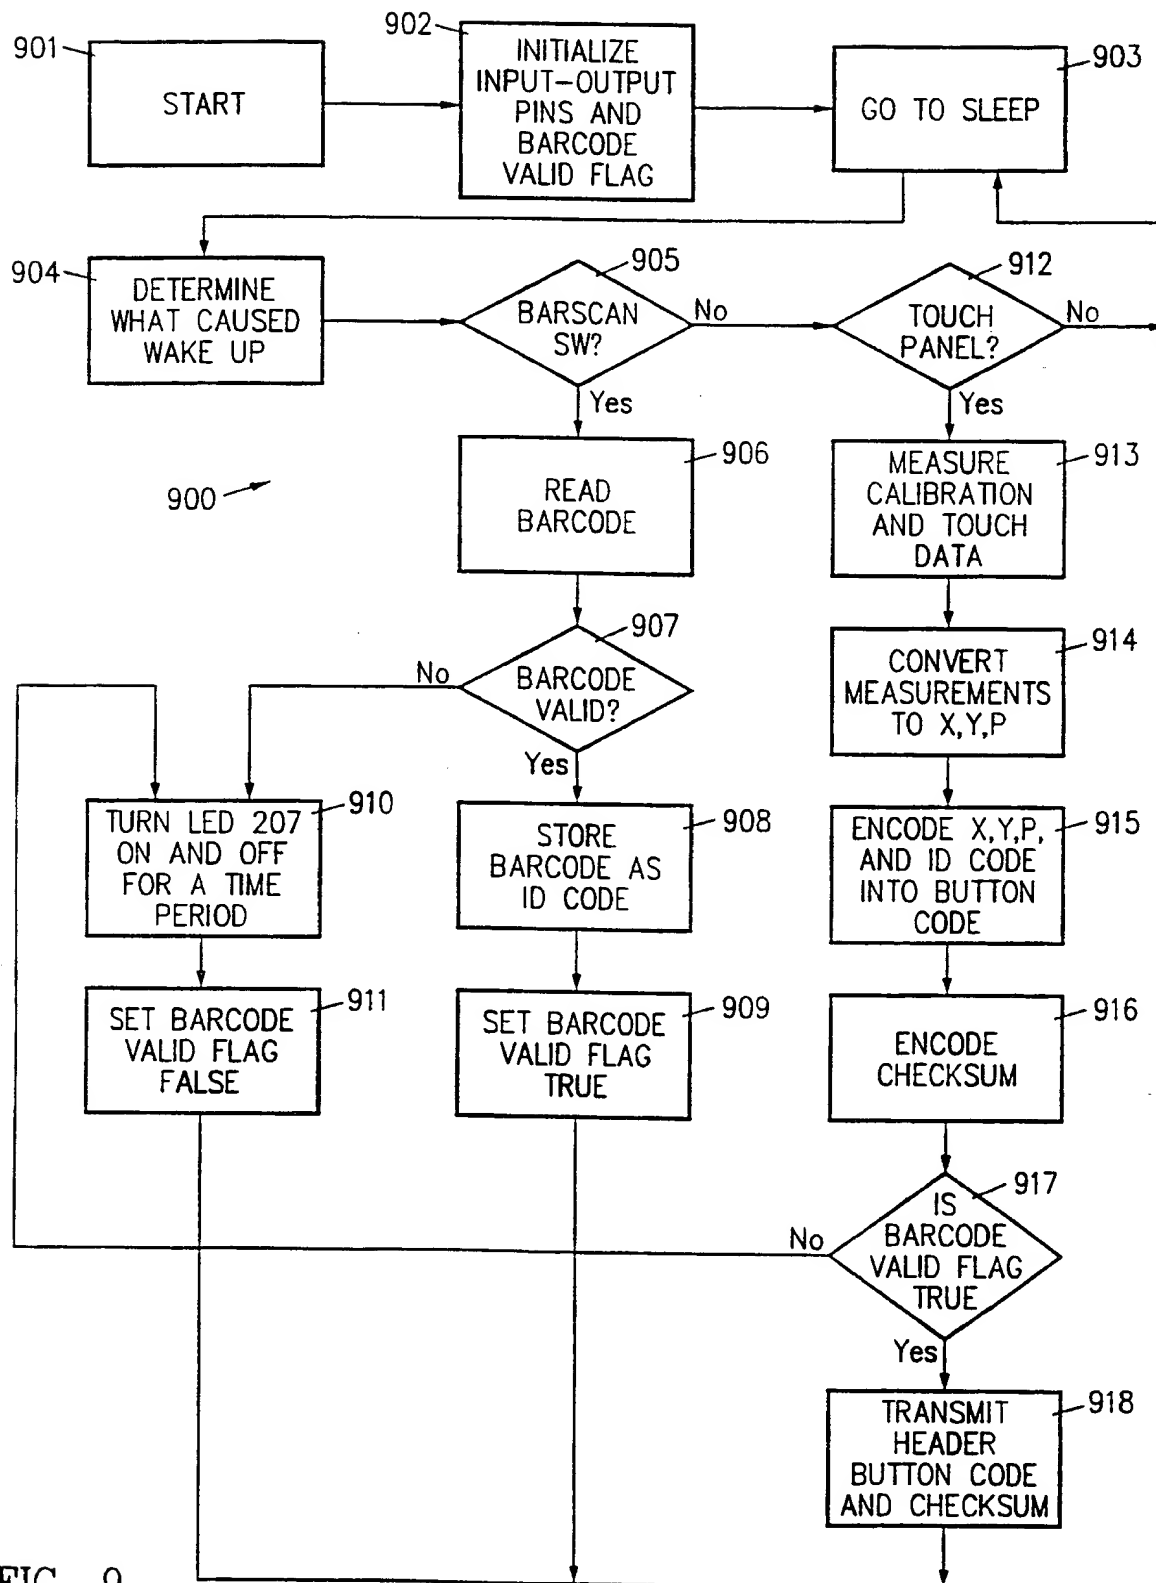 901
START
902
INITIALIZE
INPUT-OUTPUT
PINS AND
BARCODE
VALID FLAG
903
GO TO SLEEP
904
DETERMINE
WHAT CAUSED
WAKE UP
905
BARSCAN
SW?
No
Yes
912
TOUCH
PANEL?
No
Yes
900
906
READ
BARCODE
913
MEASURE
CALIBRATION
AND TOUCH
DATA
907
BARCODE
VALID?
No
Yes
914
CONVERT
MEASUREMENTS
TO X,Y,P
910
TURN LED 207
ON AND OFF
FOR A TIME
PERIOD
908
STORE
BARCODE AS
ID CODE
915
ENCODE X,Y,P,
AND ID CODE
INTO BUTTON
CODE
911
SET BARCODE
VALID FLAG
FALSE
909
SET BARCODE
VALID FLAG
TRUE
916
ENCODE
CHECKSUM
917
IS
BARCODE
VALID FLAG
TRUE
No
Yes
918
TRANSMIT
HEADER
BUTTON CODE
AND CHECKSUM
FIG. 9